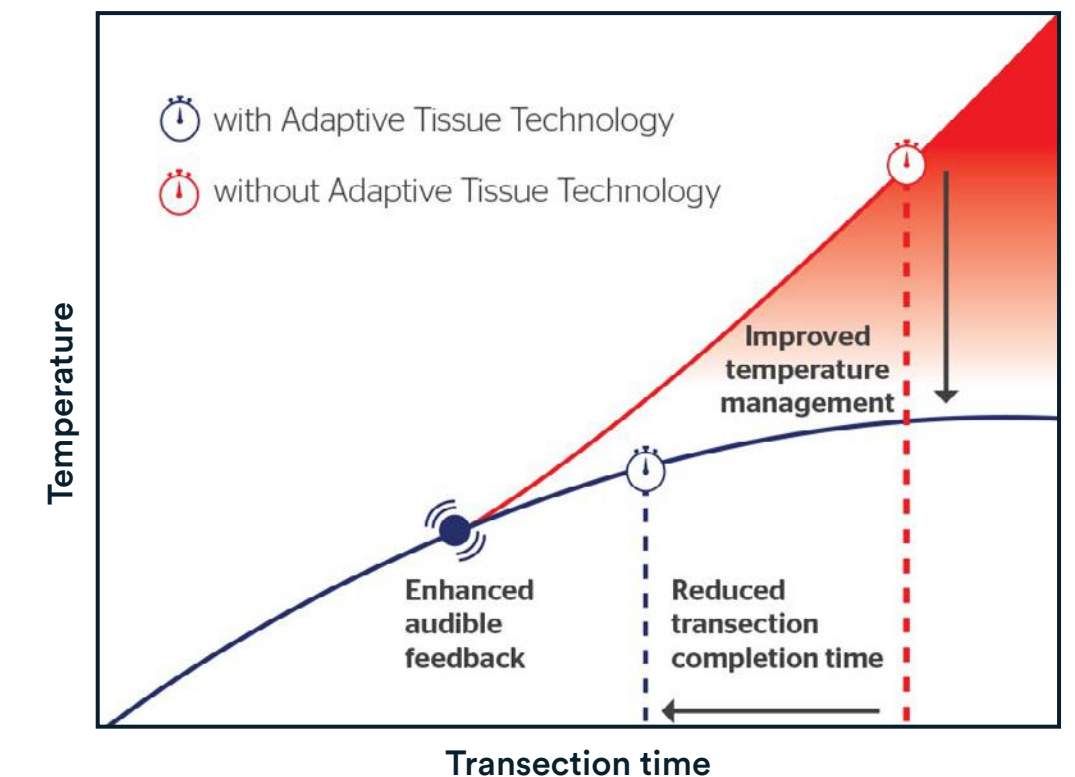 with Adaptive Tissue Technology
without Adaptive Tissue Technology
Temperature
Improved
temperature
management
Enhanced
audible
feedback
Reduced
transection
completion time
Transection time